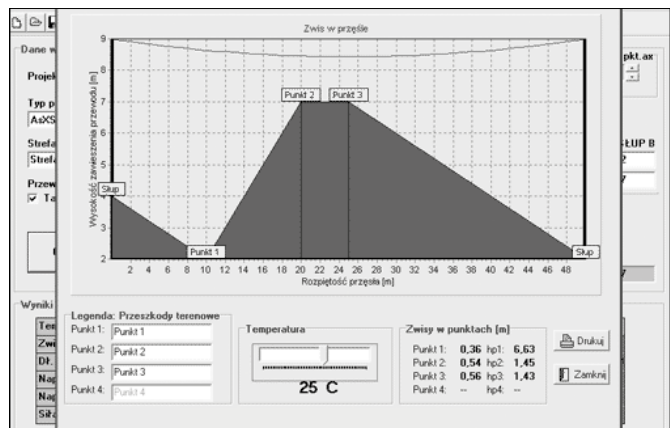 Zwis w przęśle
Dane w
pkt.ax
Projek
Typ p
AsXS
Strefa
Strefa
Przew
Ta
ŁUP B
2
7
7
Wysokość zawieszenia przewodu [m]
9
8
7
6
5
4
3
2
Punkt 2
Punkt 3
Słup
Punkt 1
Słup
2 4 6 8 10 12 14 16 18 20 22 24 26 28 30 32 34 36 38 40 42 44 46 48
Rozpiętość przęsła [m]
Wyniki
Ten
Zwi
Dł.
Nap
Nap
Siła
Legenda: Przeszkody terenowe
Punkt 1: Punkt 1
Punkt 2: Punkt 2
Punkt 3: Punkt 3
Punkt 4: Punkt 4
Temperatura
25 C
Zwisy w punktach [m]
Punkt 1: 0,36 hp1: 6,63
Punkt 2: 0,54 hp2: 1,45
Punkt 3: 0,56 hp3: 1,43
Punkt 4: -- hp4: --
Drukuj
Zamknij